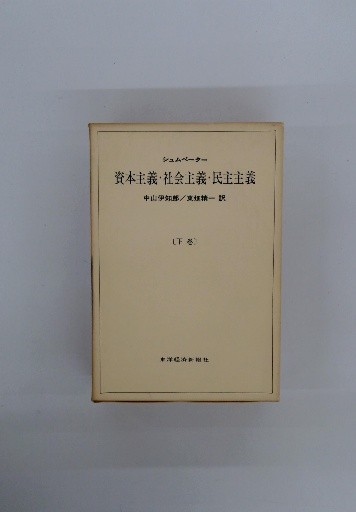 シュムペーター
資本主義・社会主義・民主主義
中山伊知郎／東畑精一 訳
〔下巻〕
東洋経済新報社